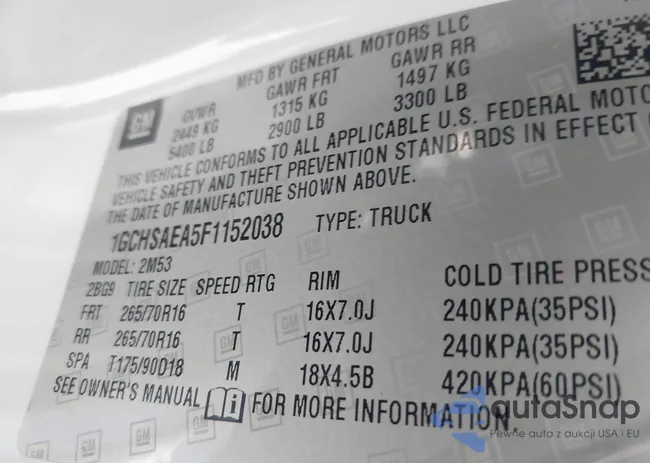 MFD BY GENERAL MOTORS LLC
GM GVWR GAWR FRT GAWR RR
2449 KG 1315 KG 1497 KG
5400 LB 2900 LB 3300 LB
THIS VEHICLE CONFORMS TO ALL APPLICABLE U.S. FEDERAL MOTO
VEHICLE SAFETY AND THEFT PREVENTION STANDARDS IN EFFECT
THE DATE OF MANUFACTURE SHOWN ABOVE.
1GCHSAEA5F1152038 TYPE: TRUCK
MODEL: 2M53
2BG9 TIRE SIZE SPEED RTG RIM COLD TIRE PRESS
FRT 265/70R16 T 16X7.0J 240KPA(35PSI)
RR 265/70R16 T 16X7.0J 240KPA(35PSI)
SPA T175/90D18 M 18X4.5B 420KPA(60PSI)
SEE OWNER'S MANUAL FOR MORE INFORMATION.
autaSnap
Pewne auta z aukcji USA i EU